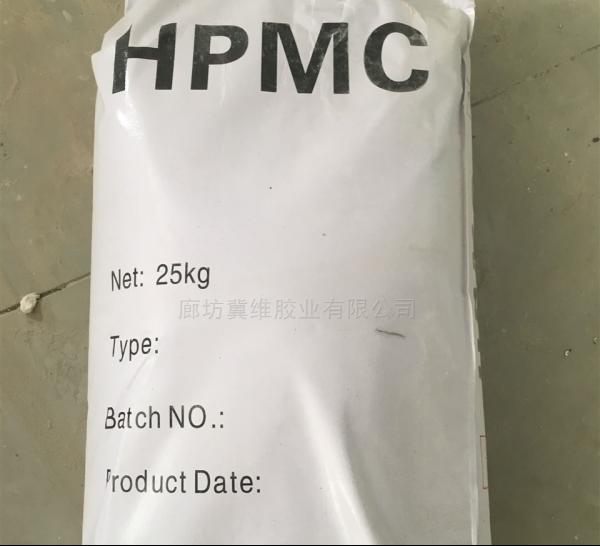 HPMC
Net: 25kg
廊坊冀维胶业有限公司
Type:
Batch NO.:
Product Date: